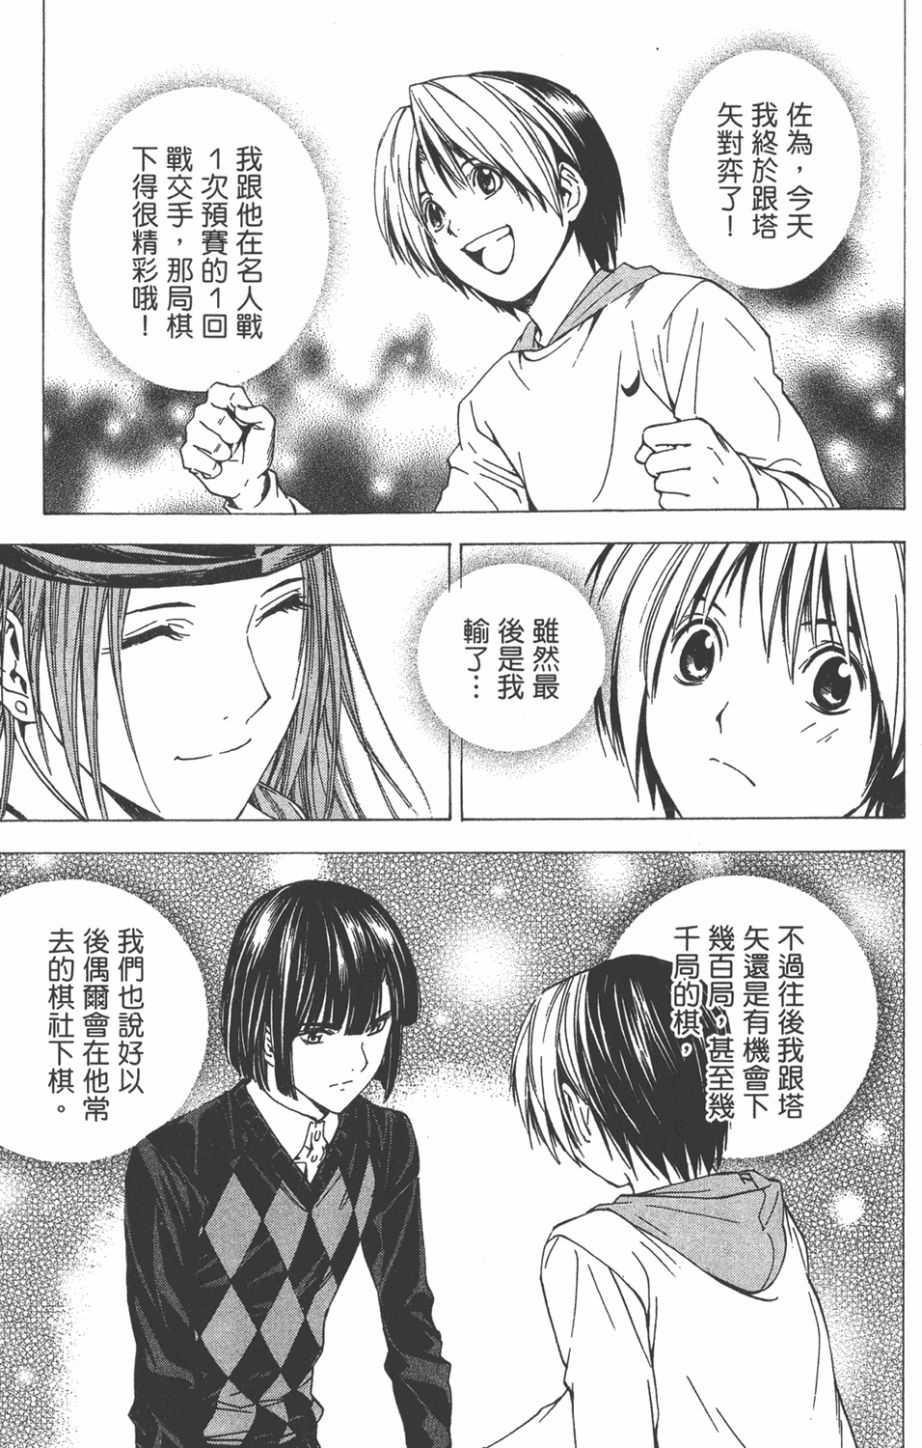 佐為，今天
我終於跟塔
矢對弈了！
我跟他在名人戰
1次預賽的1回
戰交手，那局棋
下得很精彩哦！
雖然最
後是我
輸了…
不過往後我跟塔
矢還是有機會下
幾百局，甚至幾
千局的棋，
我們也說好以
後偶爾會在他常
去的棋社下棋。